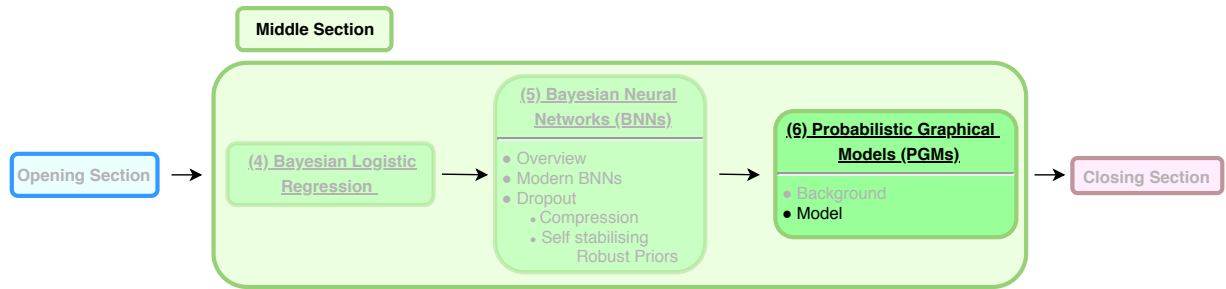 Middle Section
Opening Section
(4) Bayesian Logistic
Regression
(5) Bayesian Neural
Networks (BNNs)
● Overview
● Modern BNNs
● Dropout
● Compression
● Self stabilising
Robust Priors
(6) Probabilistic Graphical
Models (PGMs)
● Background
● Model
Closing Section